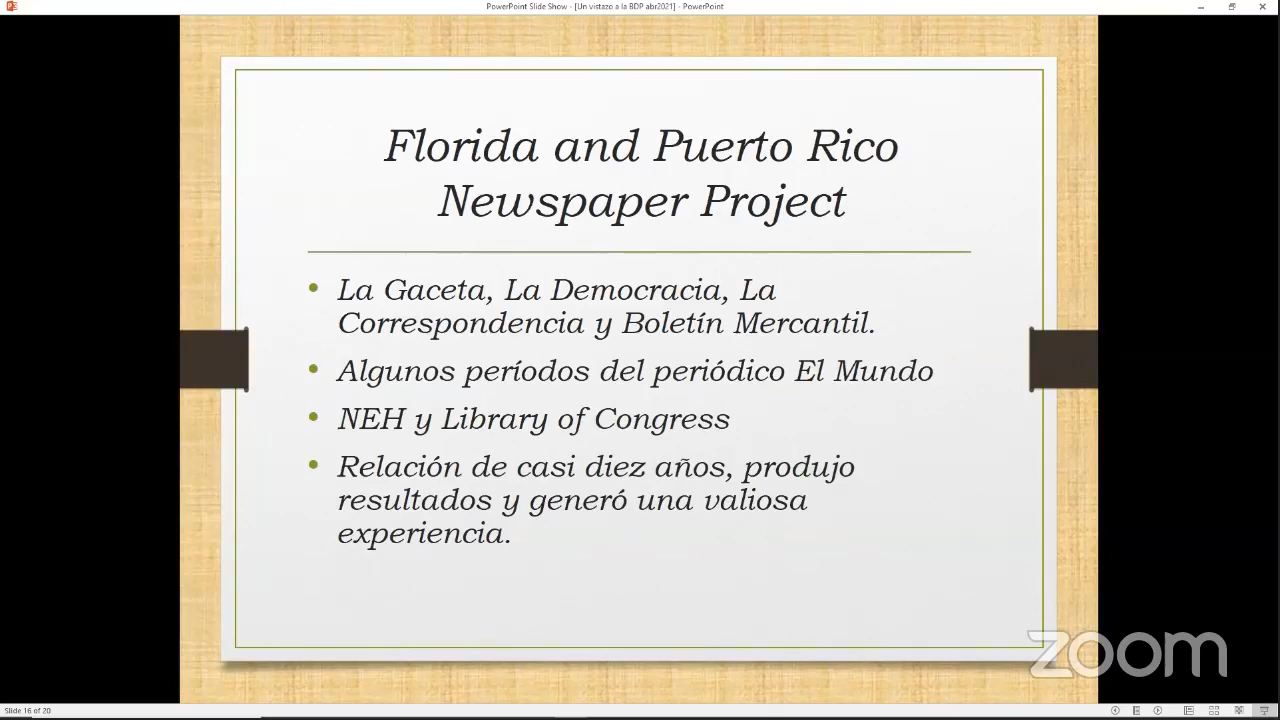 PowerPoint Slide Show - [Un vistazo a la BDP abr2021] - PowerPoint
Florida and Puerto Rico
Newspaper Project
• La Gaceta, La Democracia, La
Correspondencia y Boletín Mercantil.
• Algunos períodos del periódico El Mundo
• NEH y Library of Congress
• Relación de casi diez años, produjo
resultados y generó una valiosa
experiencia.
zoom
Slide 16 of 20